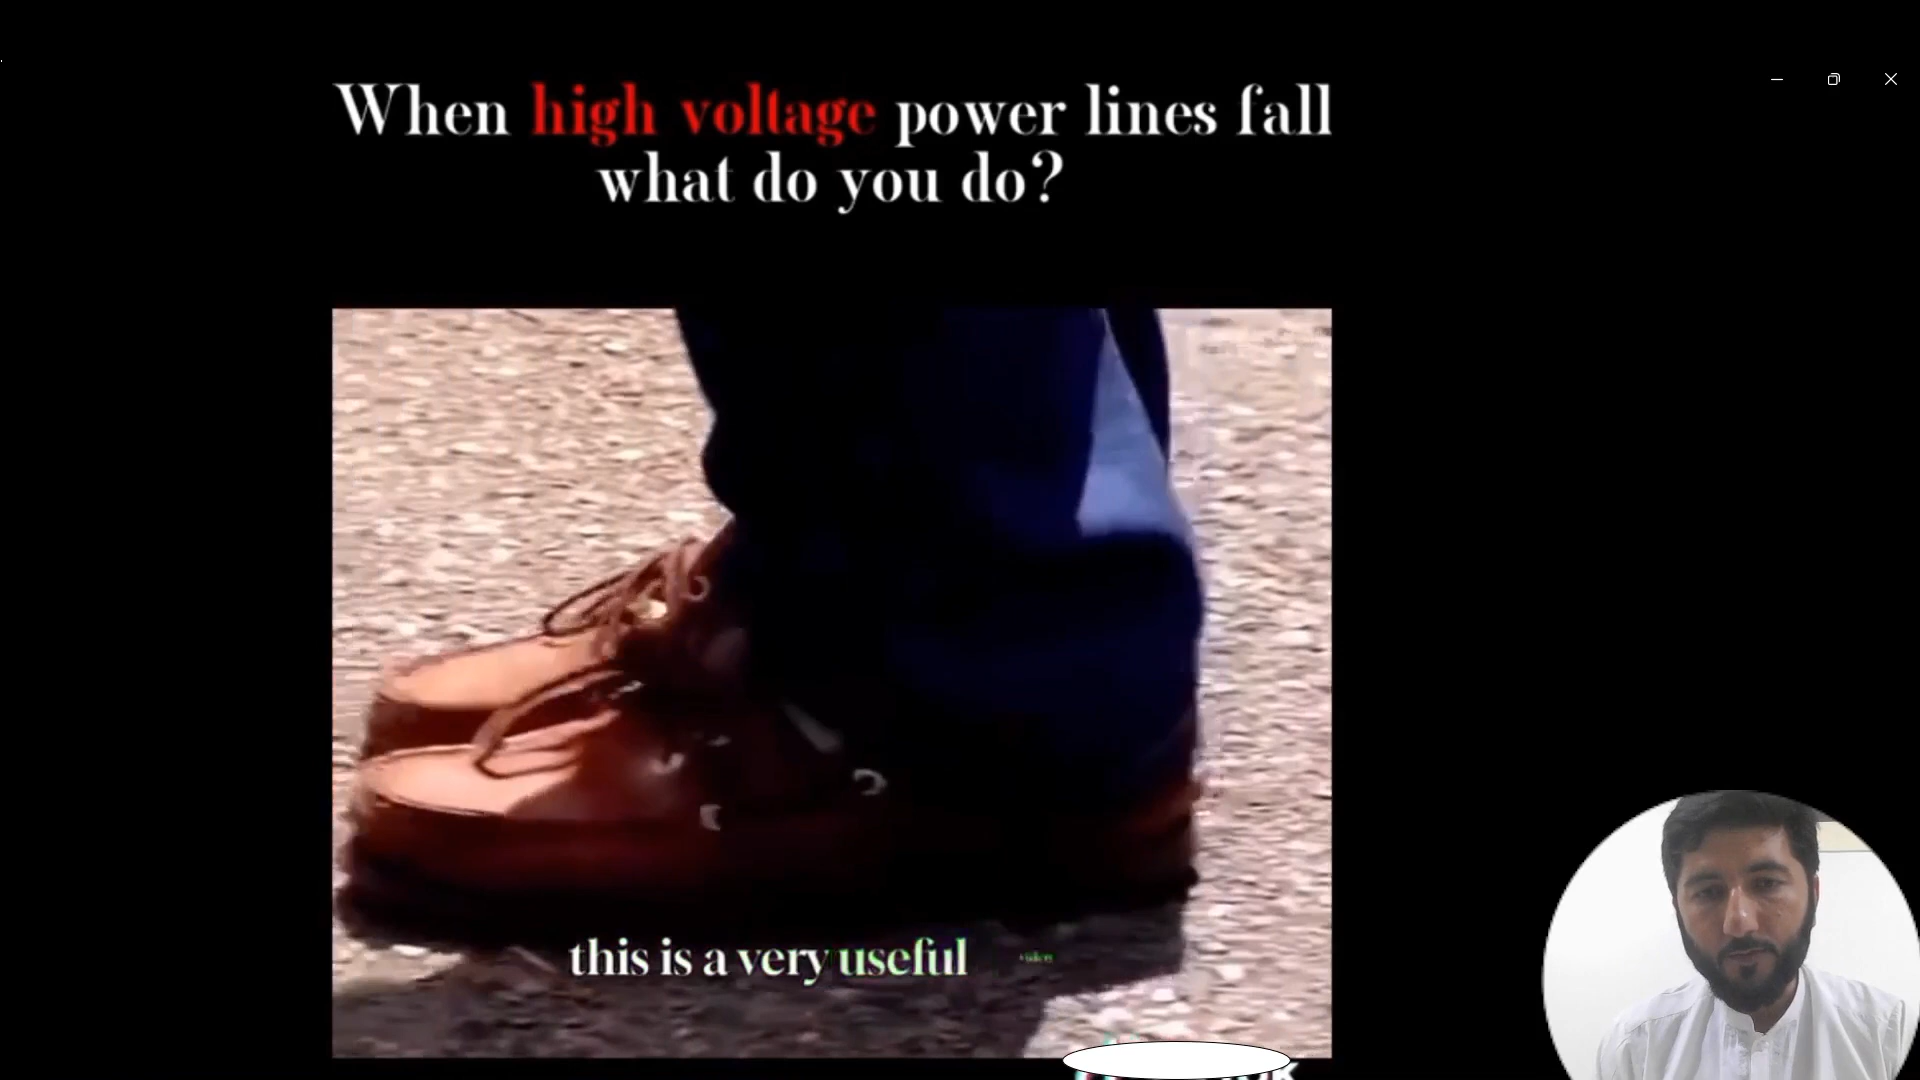 When high voltage power lines fall
what do you do?
this is a very useful